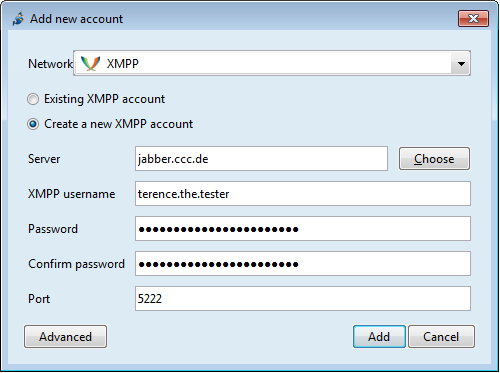 Add new account
Network XMPP
Existing XMPP account
Create a new XMPP account
Server jabber.ccc.de Choose
XMPP username terence.the.tester
Password ●●●●●●●●●●●●●●●●●●●●●●●
Confirm password ●●●●●●●●●●●●●●●●●●●●●●●
Port 5222
Advanced Add Cancel